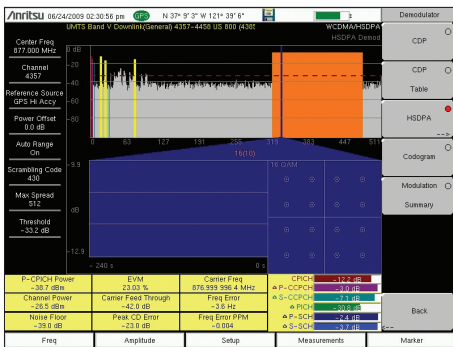 Anritsu 06/24/2009 02:30:56 pm GPS N 37° 9' 3" W 121° 39' 6"
Demodulator
UMTS Band V Downlink(General) 4357-4458 US 000 (436)
WCDMA/HSDPA
HSDPA Demod
Center Freq
877.000 MHz
Channel
4357
Reference Source
GPS Hi Accy
Power Offset
0.0 dB
Auto Range
On
Scrambling Code
430
Max Spread
512
Threshold
-33.2 dB
0 dB
-20
-40
-60
-80
0 63 127 191 255 319 383 447 511
16(10)
16 QAM
-9.9
dB
-12.9
- 240 s
0 s
CDP
CDP
Table
HSDPA
-->
Codogram
Modulation
Summary
Back
<--
P-CPICH Power
-38.7 dBm
EVM
23.03 %
Carrier Freq
876.999 996 4 MHz
Channel Power
-26.5 dBm
Carrier Feed Through
-42.0 dB
Freq Error
-3.6 Hz
Noise Floor
-39.0 dB
Peak CD Error
-23.0 dB
Freq Error PPM
-0.004
CPICH -12.2 dB
Δ P-CCPCH -3.0 dB
Δ S-CCPCH -7.1 dB
Δ PICH -30.8 dB
Δ P-SCH -2.4 dB
Δ S-SCH -3.7 dB
Freq Amplitude Setup Measurements Marker